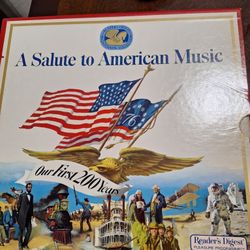 A Salute to American Music
76
Our First 200 Years
Reader's Digest